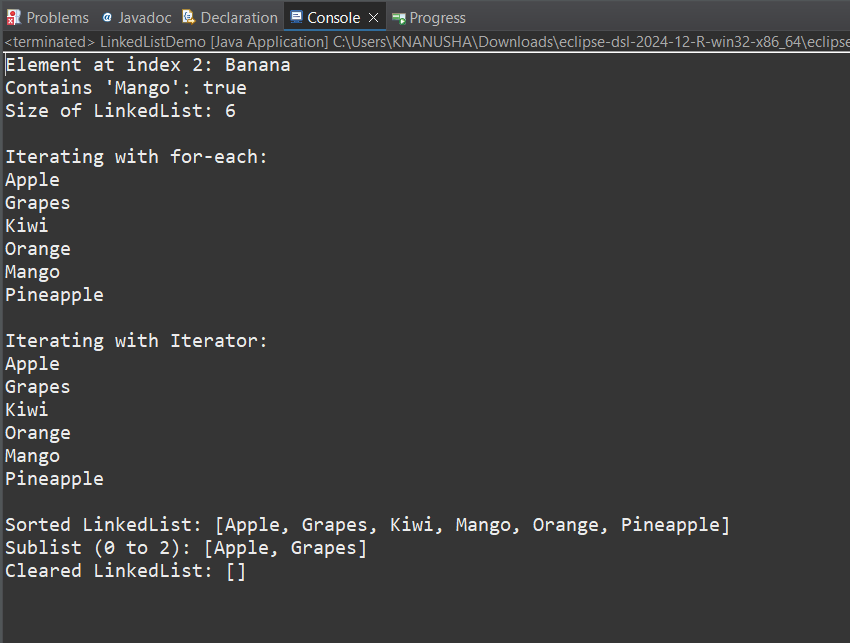 Problems Javadoc Declaration Console Progress
<terminated> LinkedListDemo [Java Application] C:\Users\KNANUSHA\Downloads\eclipse-dsl-2024-12-R-win32-x86_64\eclipse
Element at index 2: Banana
Contains 'Mango': true
Size of LinkedList: 6
Iterating with for-each:
Apple
Grapes
Kiwi
Orange
Mango
Pineapple
Iterating with Iterator:
Apple
Grapes
Kiwi
Orange
Mango
Pineapple
Sorted LinkedList: [Apple, Grapes, Kiwi, Mango, Orange, Pineapple]
Sublist (0 to 2): [Apple, Grapes]
Cleared LinkedList: []